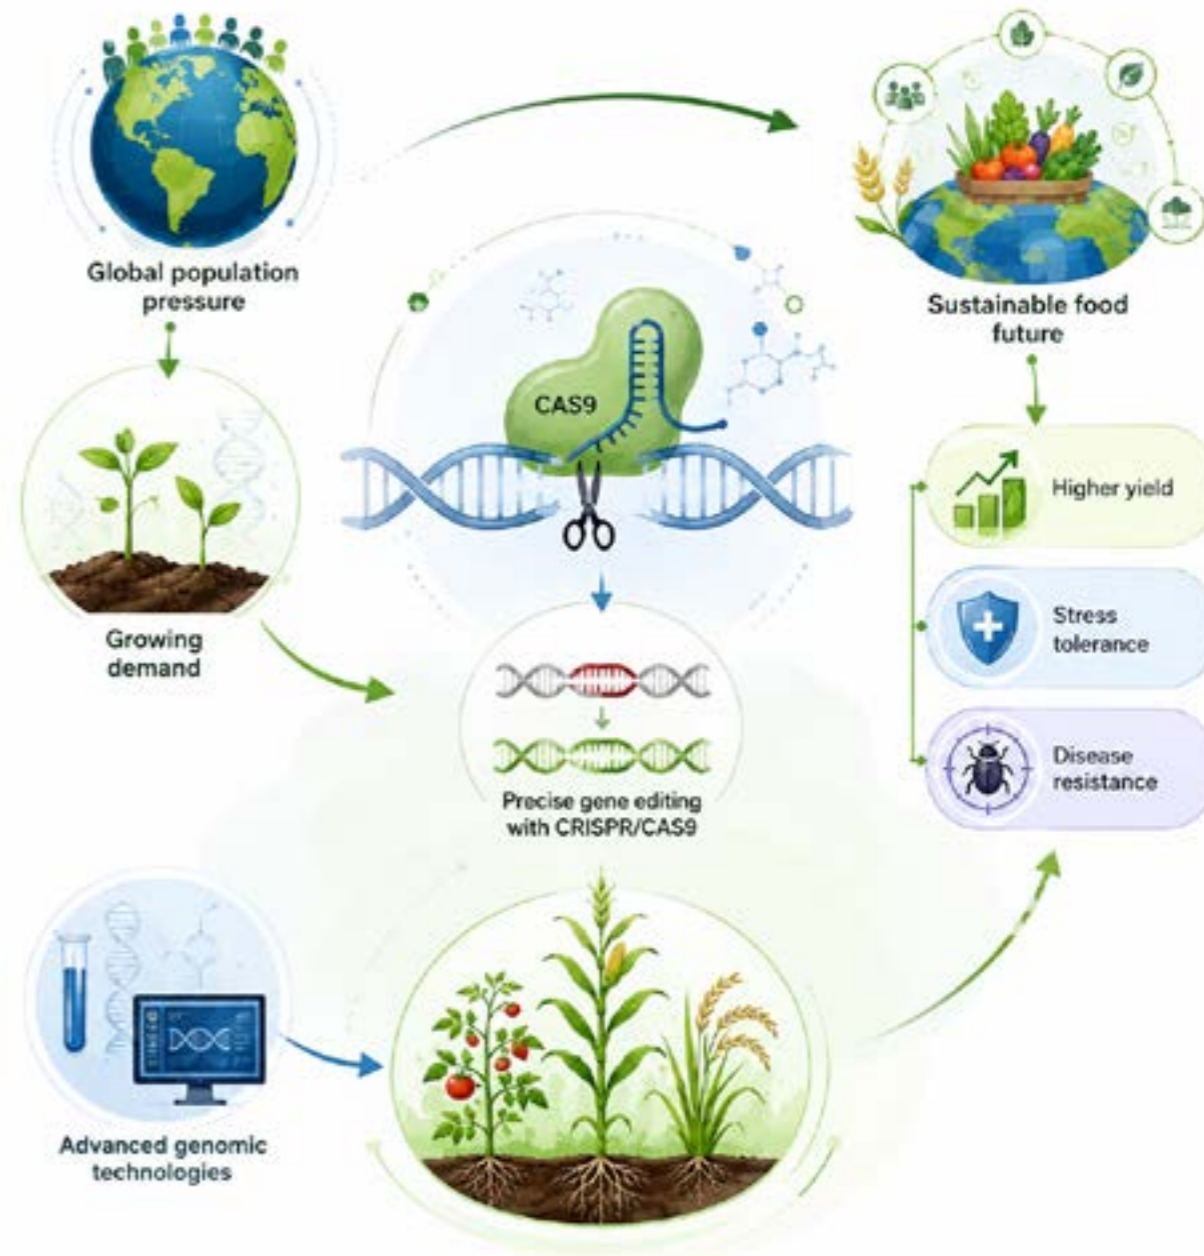 Global population
pressure
Sustainable food
future
CAS9
Higher yield
Growing
demand
Stress
tolerance
Precise gene editing
with CRISPR/CAS9
Disease
resistance
Advanced genomic
technologies